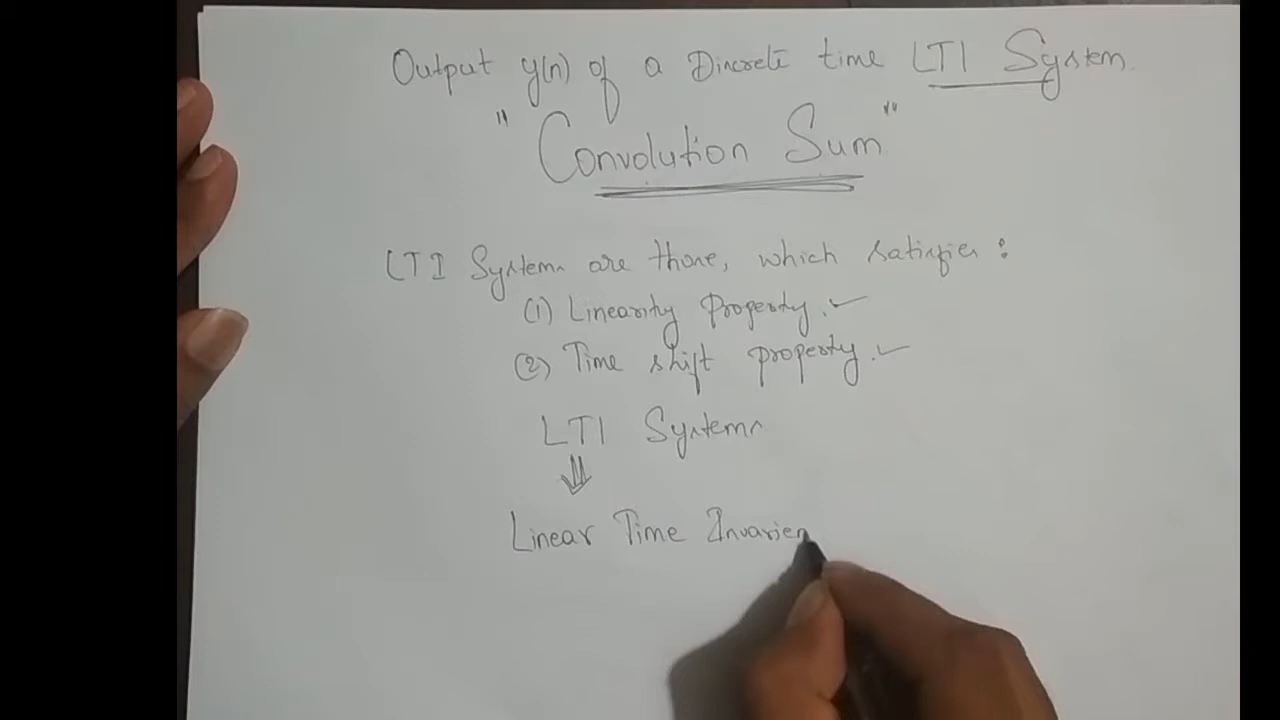 Output y(n) of a Discrete time LTI System.
"Convolution Sum"
LTI Systems are those, which satisfies :
(1) Linearity Property. ✓
(2) Time shift property. ✓
LTI Systems
⇓
Linear Time Invarien